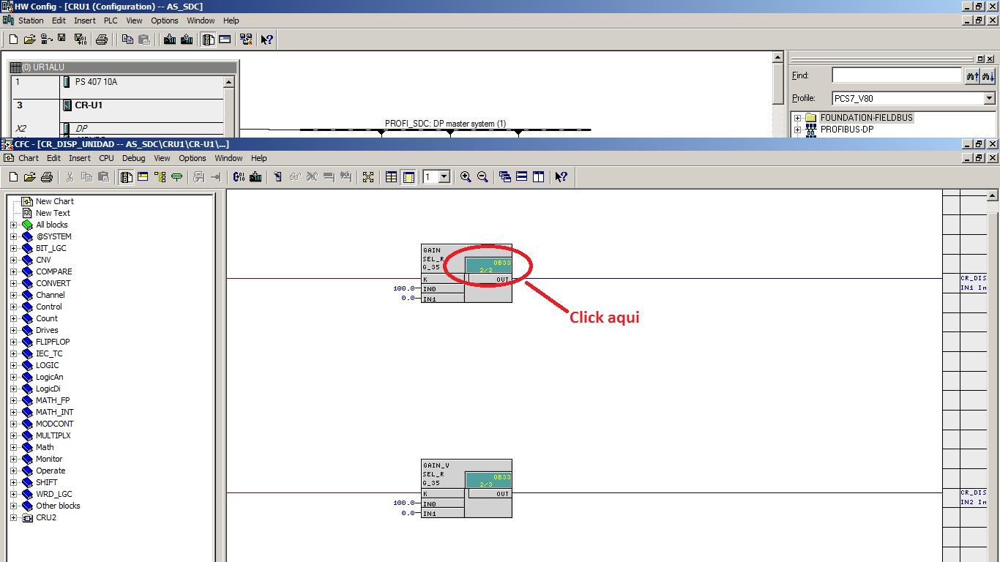 HW Config - [CRU1 (Configuration) -- AS_SDC]
Station Edit Insert PLC View Options Window Help
(0) UR1ALU
1 PS 407 10A
3 CR-U1
X2 DP
PROFI_SDC: DP master system (1)
Find:
Profile: PCS7_V80
FOUNDATION-FIELDBUS
PROFIBUS-DP
CFC - [CR_DISP_UNIDAD -- AS_SDC\CRU1\CR-U1\...]
Chart Edit Insert CPU Debug View Options Window Help
1
New Chart
New Text
All blocks
@SYSTEM
BIT_LGC
CNV
COMPARE
CONVERT
Channel
Control
Count
Drives
FLIPFLOP
IEC_TC
LOGIC
LogicAn
LogicDi
MATH_FP
MATH_INT
MODCONT
MULTIPLX
Math
Monitor
Operate
SHIFT
WRD_LGC
Other blocks
CRU2
GAIN
SEL_R OB33
G_35 2/2
K OUT
100.0 IN0
0.0 IN1
CR_DIS
IN1 In
Click aqui
GAIN_V
SEL_R OB33
G_35 2/3
K OUT
100.0 IN0
0.0 IN1
CR_DIS
IN2 In